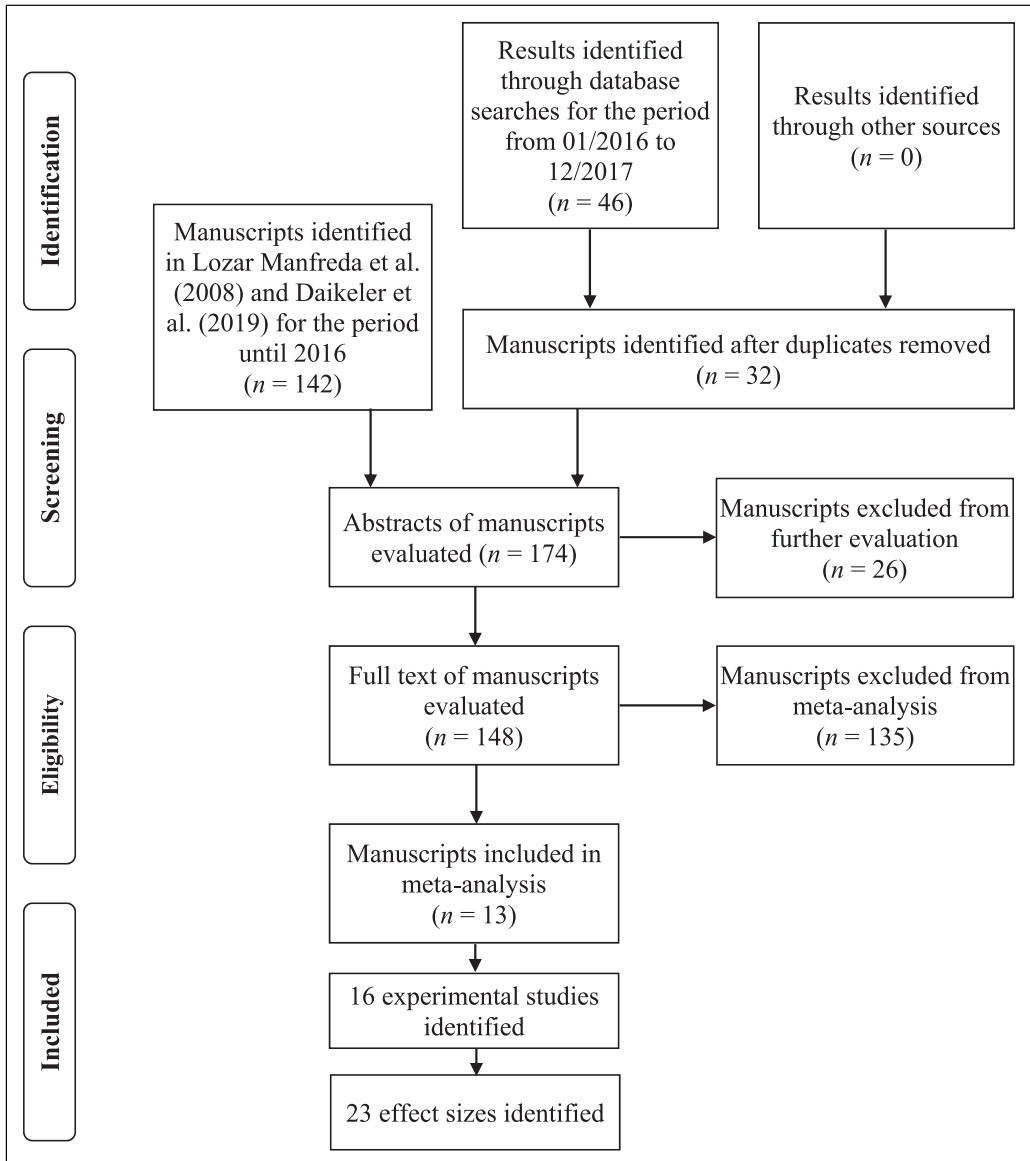 Identification
Results identified
through database
searches for the period
from 01/2016 to
12/2017
(n = 46)
Results identified
through other sources
(n = 0)
Manuscripts identified
in Lozar Manfreda et al.
(2008) and Daikeler et
al. (2019) for the period
until 2016
(n = 142)
Manuscripts identified after duplicates removed
(n = 32)
Screening
Abstracts of manuscripts
evaluated (n = 174)
Manuscripts excluded from
further evaluation
(n = 26)
Eligibility
Full text of manuscripts
evaluated
(n = 148)
Manuscripts excluded from
meta-analysis
(n = 135)
Manuscripts included in
meta-analysis
(n = 13)
Included
16 experimental studies
identified
23 effect sizes identified